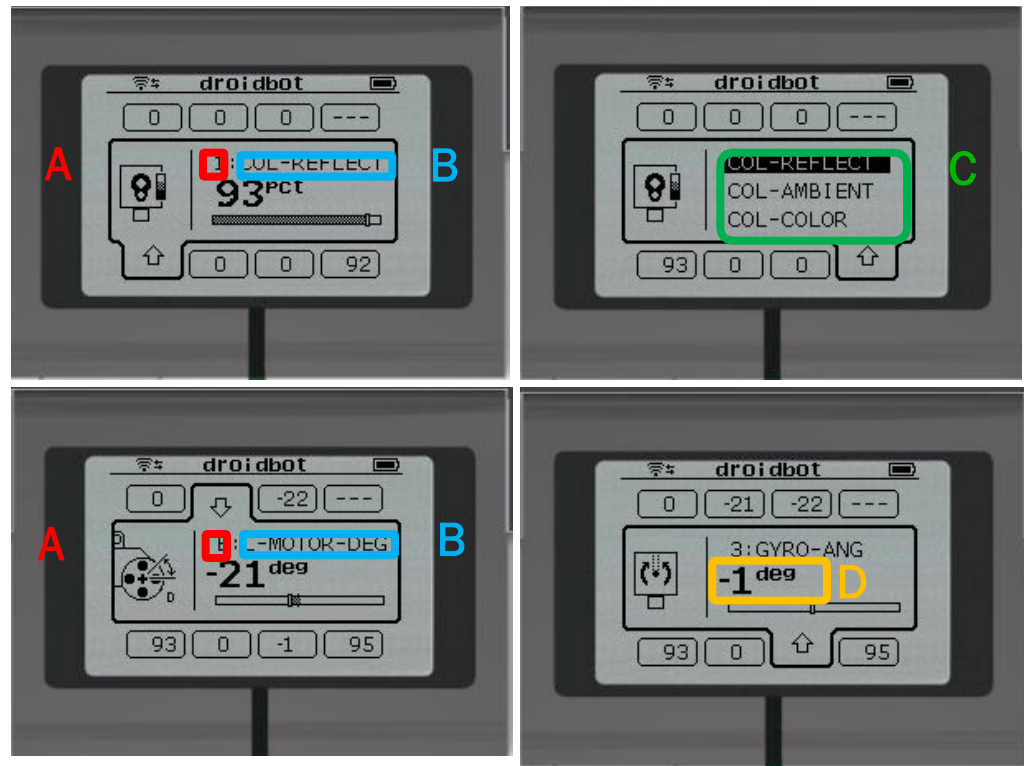 droidbot
0 0 0 ---
A 1:COL-REFLECT B
93pct
0 0 92
droidbot
0 0 0 ---
COL-REFLECT
COL-AMBIENT
COL-COLOR
C
93 0 0
droidbot
0 -22 ---
A B:L-MOTOR-DEG B
-21deg
D
93 0 -1 95
droidbot
0 -21 -22 ---
3:GYRO-ANG
-1deg D
93 0 95